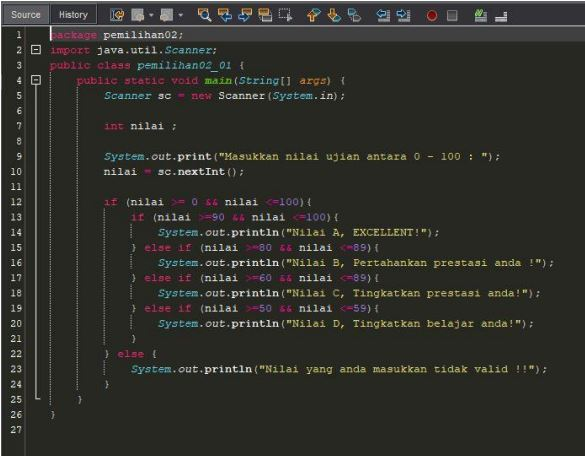 Source History
1 package pemilihan02;
2 import java.util.Scanner;
3 public class pemilihan02_01 {
4 public static void main(String[] args) {
5 Scanner sc = new Scanner(System.in);
6
7 int nilai ;
8
9 System.out.print("Masukkan nilai ujian antara 0 - 100 : ");
10 nilai = sc.nextInt();
11
12 if (nilai >= 0 && nilai <=100){
13 if (nilai >=90 && nilai <=100){
14 System.out.println("Nilai A, EXCELLENT!");
15 } else if (nilai >=80 && nilai <=89){
16 System.out.println("Nilai B, Pertahankan prestasi anda !");
17 } else if (nilai >=60 && nilai <=89){
18 System.out.println("Nilai C, Tingkatkan prestasi anda!");
19 } else if (nilai >=50 && nilai <=59){
20 System.out.println("Nilai D, Tingkatkan belajar anda!");
21 }
22 } else {
23 System.out.println("Nilai yang anda masukkan tidak valid !!");
24 }
25 }
26 }
27